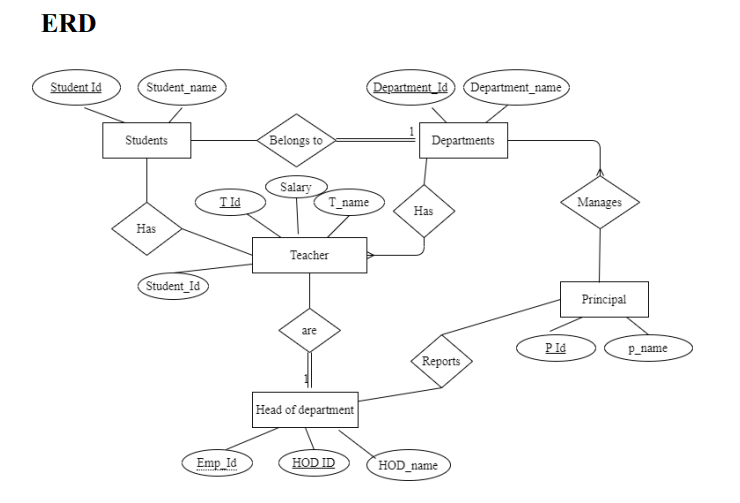 ERD
Student Id
Student_name
Department_Id
Department_name
Students
Belongs to
1
Departments
Has
T Id
Salary
T_name
Has
Manages
Teacher
Student_Id
Principal
are
Reports
P Id
p_name
1
Head of department
Emp_Id
HOD ID
HOD_name